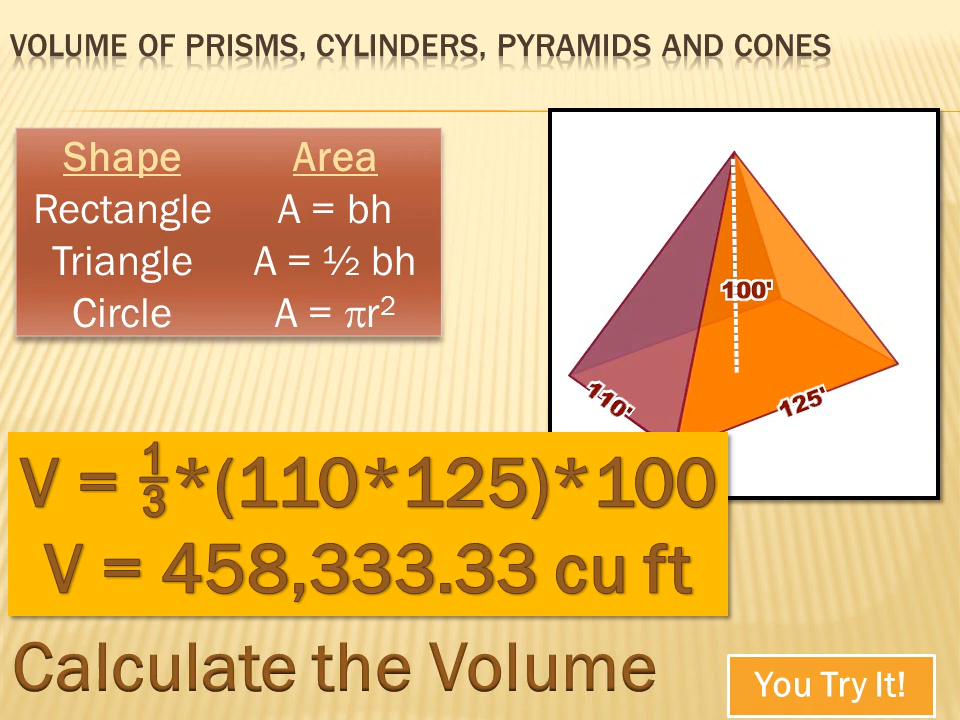 VOLUME OF PRISMS, CYLINDERS, PYRAMIDS AND CONES
Shape Area
Rectangle A = bh
Triangle A = ½ bh
Circle A = πr²
100'
110'
125'
V = ⅓*(110*125)*100
V = 458,333.33 cu ft
Calculate the Volume
You Try It!